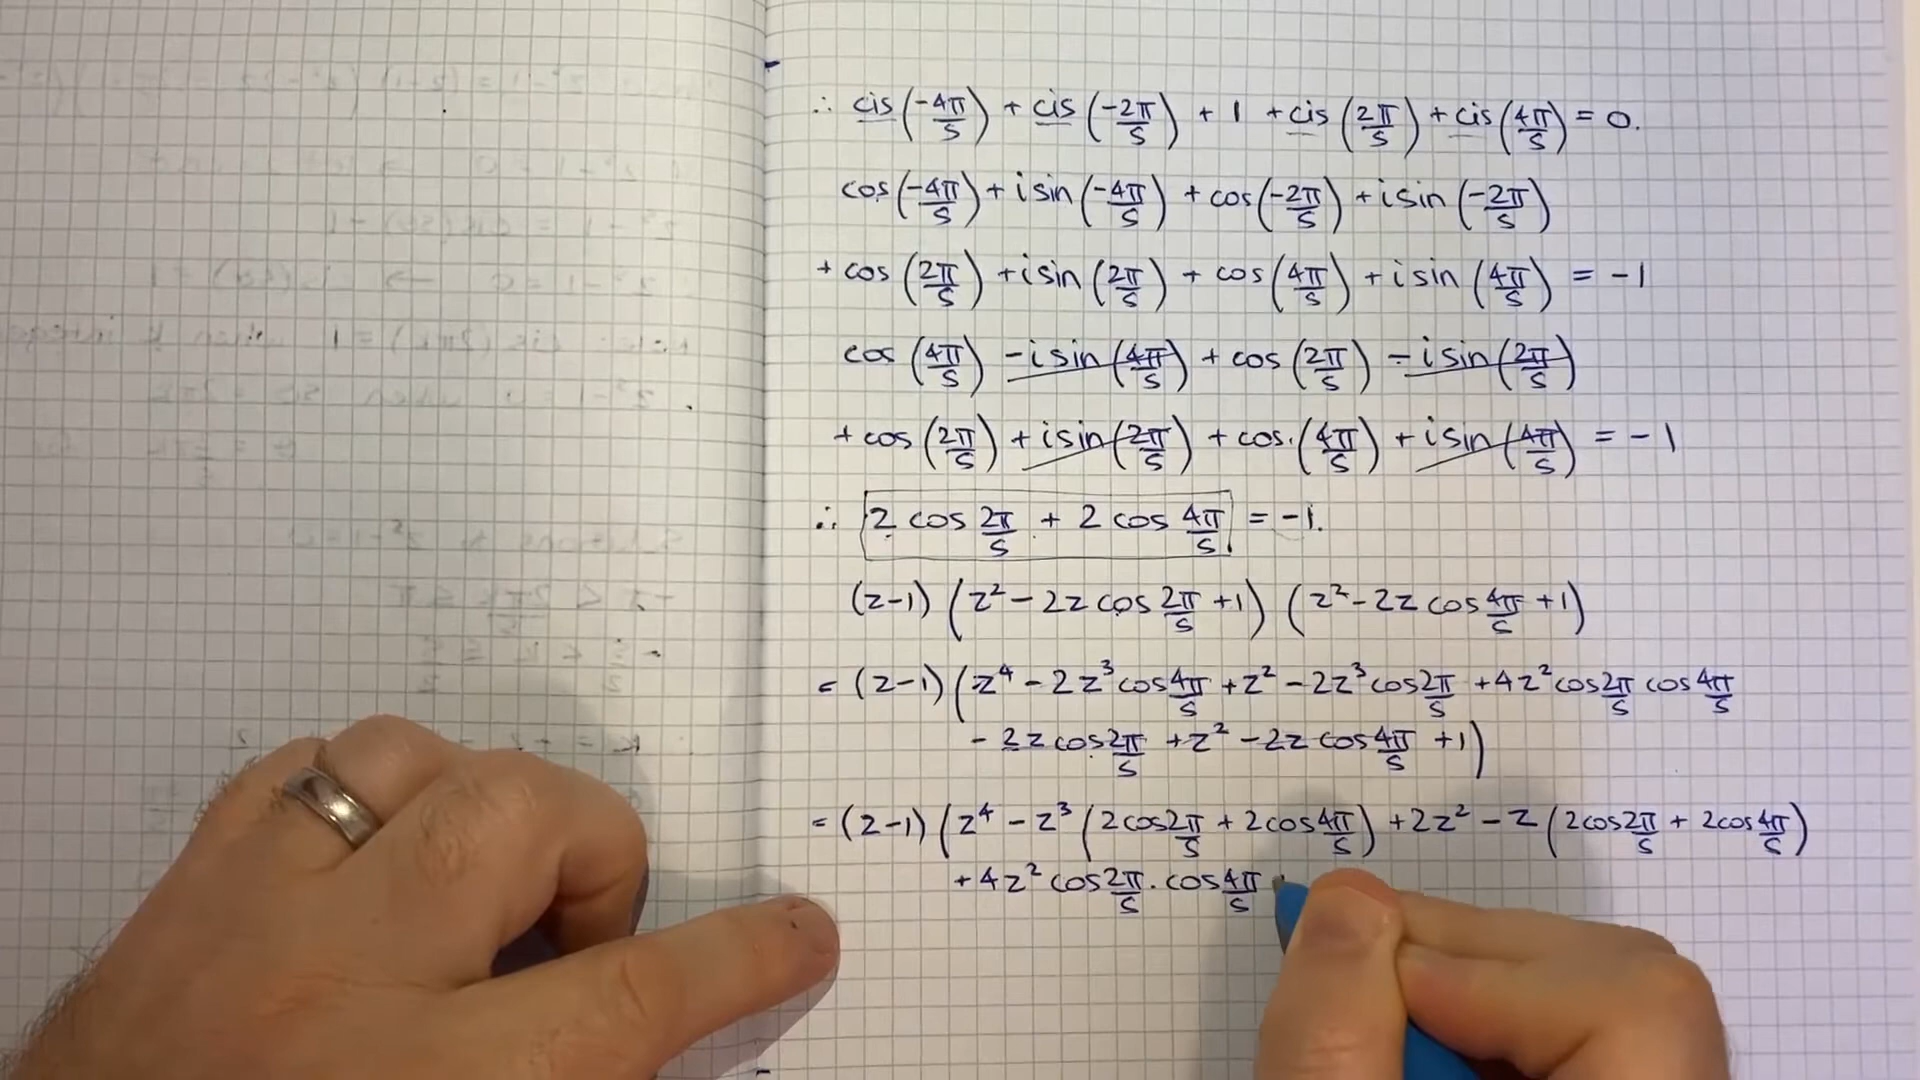 ∴ cis(-4π/5) + cis(-2π/5) + 1 + cis(2π/5) + cis(4π/5) = 0.
cos(-4π/5) + i sin(-4π/5) + cos(-2π/5) + i sin(-2π/5)
+ cos(2π/5) + i sin(2π/5) + cos(4π/5) + i sin(4π/5) = -1
cos(4π/5) - i sin(4π/5) + cos(2π/5) - i sin(2π/5)
+ cos(2π/5) + i sin(2π/5) + cos(4π/5) + i sin(4π/5) = -1
∴ 2 cos 2π/5 + 2 cos 4π/5 = -1.
(z-1)(z² - 2z cos 2π/5 + 1)(z² - 2z cos 4π/5 + 1)
= (z-1)(z⁴ - 2z³ cos 4π/5 + z² - 2z³ cos 2π/5 + 4z² cos 2π/5 cos 4π/5
- 2z cos 2π/5 + z² - 2z cos 4π/5 + 1)
= (z-1)(z⁴ - z³(2cos 2π/5 + 2cos 4π/5) + 2z² - z(2cos 2π/5 + 2cos 4π/5)
+ 4z² cos 2π/5 . cos 4π/5